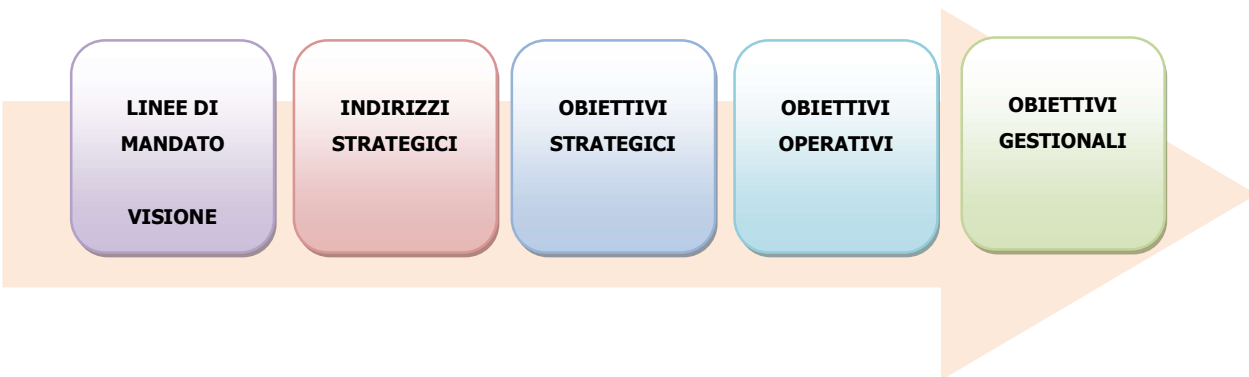 LINEE DI
MANDATO
VISIONE
INDIRIZZI
STRATEGICI
OBIETTIVI
STRATEGICI
OBIETTIVI
OPERATIVI
OBIETTIVI
GESTIONALI